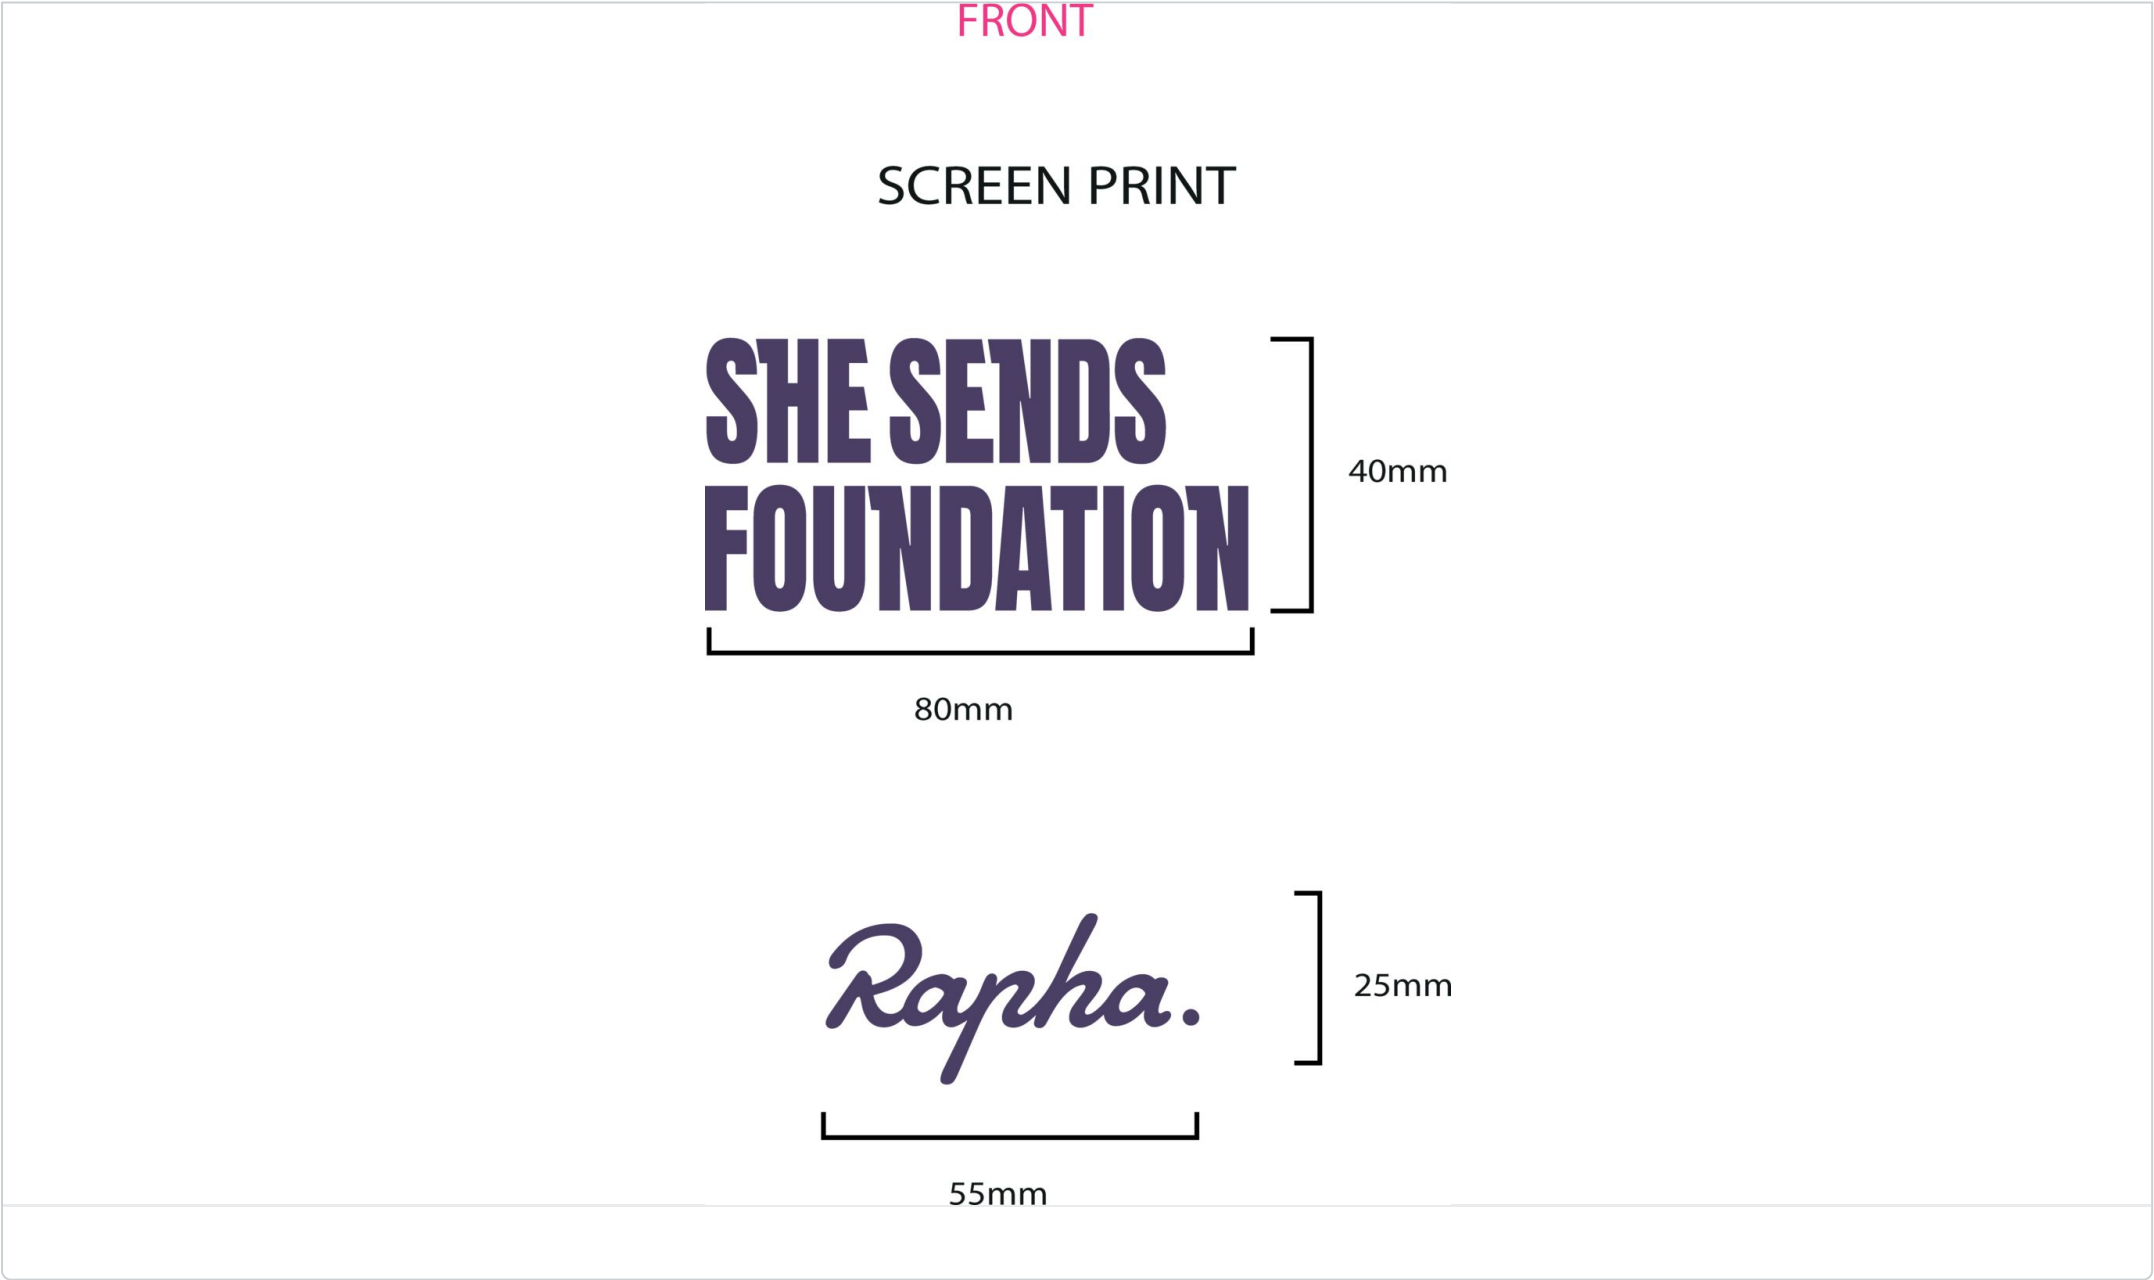 FRONT
SCREEN PRINT
SHE SENDS
FOUNDATION
40mm
80mm
Rapha.
25mm
55mm